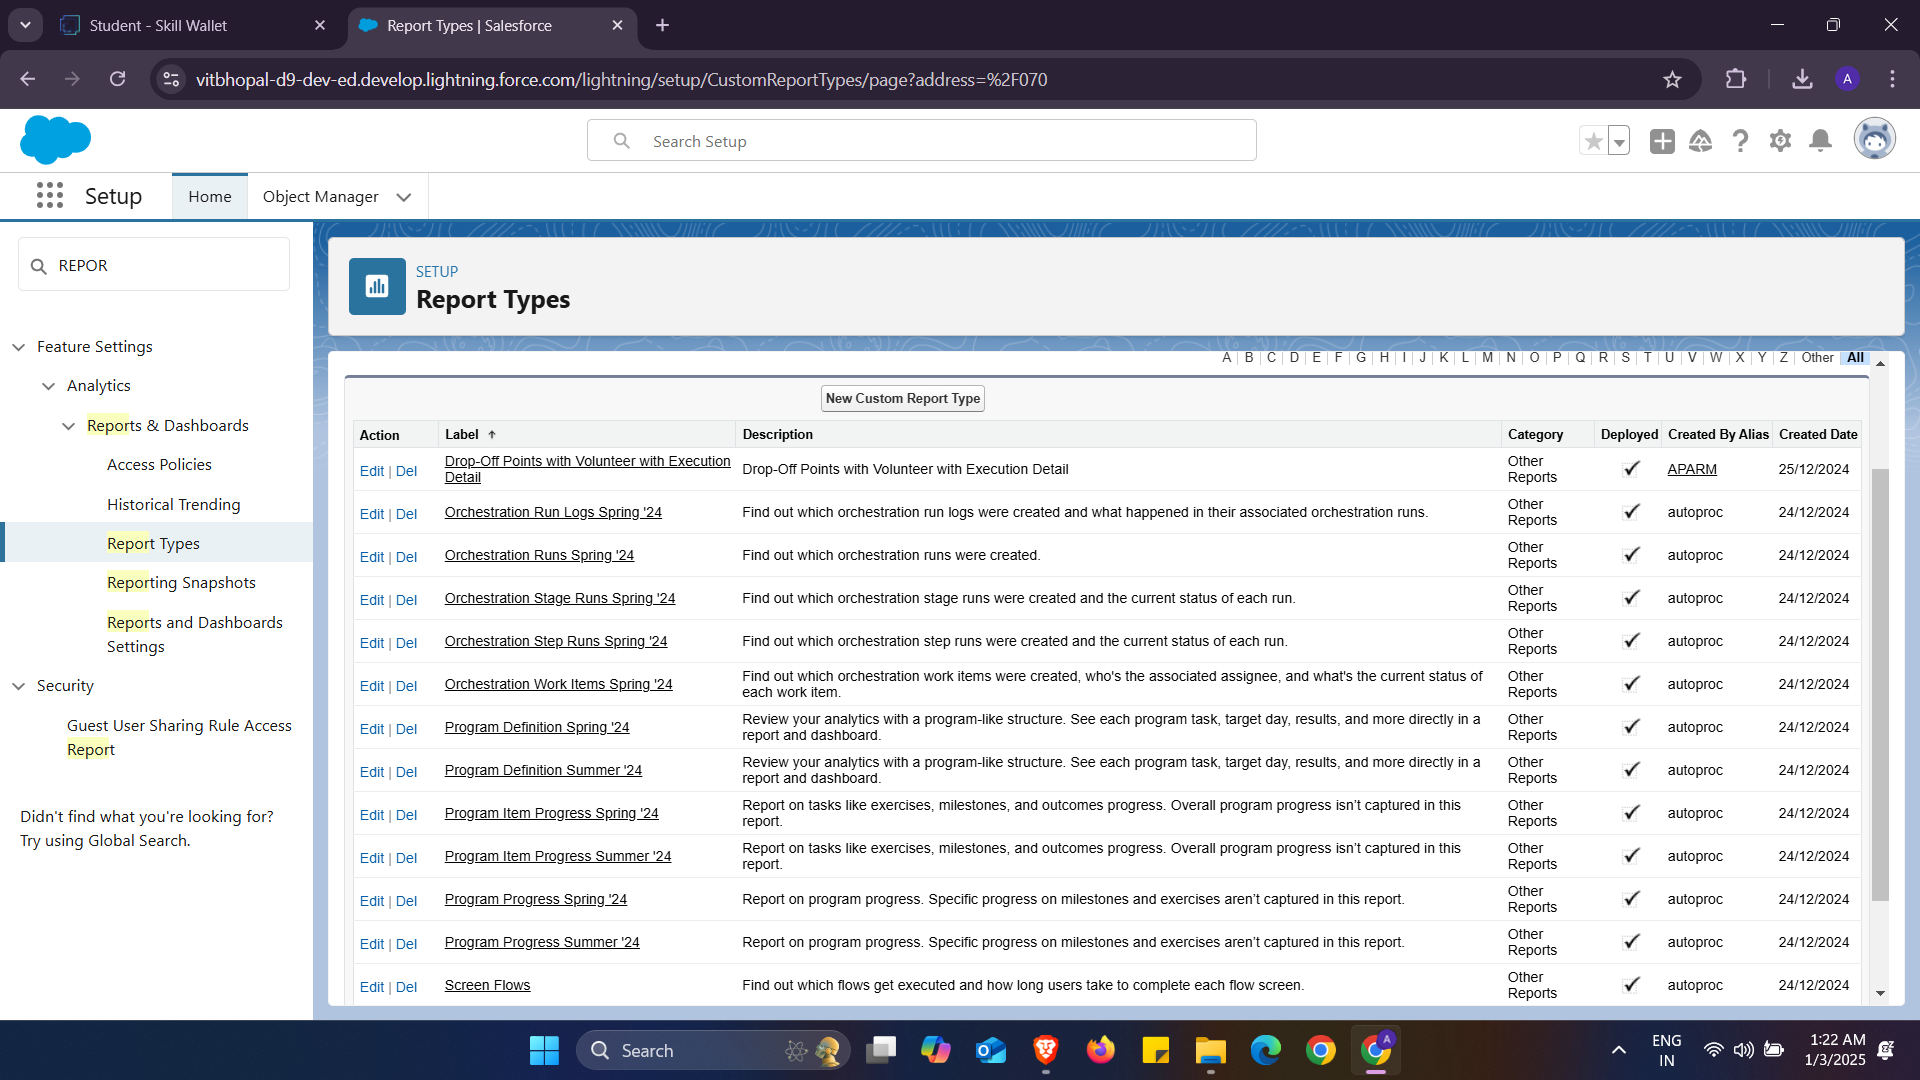 Student - Skill Wallet
Report Types | Salesforce
vitbhopal-d9-dev-ed.develop.lightning.force.com/lightning/setup/CustomReportTypes/page?address=%2F070
A
Search Setup
Setup
Home
Object Manager
REPOR
Feature Settings
Analytics
Reports & Dashboards
Access Policies
Historical Trending
Report Types
Reporting Snapshots
Reports and Dashboards
Settings
Security
Guest User Sharing Rule Access
Report
Didn't find what you're looking for?
Try using Global Search.
SETUP
Report Types
A | B | C | D | E | F | G | H | I | J | K | L | M | N | O | P | Q | R | S | T | U | V | W | X | Y | Z | Other | All
New Custom Report Type
Action Label Description Category Deployed Created By Alias Created Date
Edit | Del Drop-Off Points with Volunteer with Execution Detail Drop-Off Points with Volunteer with Execution Detail Other Reports APARM 25/12/2024
Edit | Del Orchestration Run Logs Spring '24 Find out which orchestration run logs were created and what happened in their associated orchestration runs. Other Reports autoproc 24/12/2024
Edit | Del Orchestration Runs Spring '24 Find out which orchestration runs were created. Other Reports autoproc 24/12/2024
Edit | Del Orchestration Stage Runs Spring '24 Find out which orchestration stage runs were created and the current status of each run. Other Reports autoproc 24/12/2024
Edit | Del Orchestration Step Runs Spring '24 Find out which orchestration step runs were created and the current status of each run. Other Reports autoproc 24/12/2024
Edit | Del Orchestration Work Items Spring '24 Find out which orchestration work items were created, who's the associated assignee, and what's the current status of each work item. Other Reports autoproc 24/12/2024
Edit | Del Program Definition Spring '24 Review your analytics with a program-like structure. See each program task, target day, results, and more directly in a report and dashboard. Other Reports autoproc 24/12/2024
Edit | Del Program Definition Summer '24 Review your analytics with a program-like structure. See each program task, target day, results, and more directly in a report and dashboard. Other Reports autoproc 24/12/2024
Edit | Del Program Item Progress Spring '24 Report on tasks like exercises, milestones, and outcomes progress. Overall program progress isn’t captured in this report. Other Reports autoproc 24/12/2024
Edit | Del Program Item Progress Summer '24 Report on tasks like exercises, milestones, and outcomes progress. Overall program progress isn’t captured in this report. Other Reports autoproc 24/12/2024
Edit | Del Program Progress Spring '24 Report on program progress. Specific progress on milestones and exercises aren’t captured in this report. Other Reports autoproc 24/12/2024
Edit | Del Program Progress Summer '24 Report on program progress. Specific progress on milestones and exercises aren’t captured in this report. Other Reports autoproc 24/12/2024
Edit | Del Screen Flows Find out which flows get executed and how long users take to complete each flow screen. Other Reports autoproc 24/12/2024
Search
A
ENG
IN
1:22 AM
1/3/2025